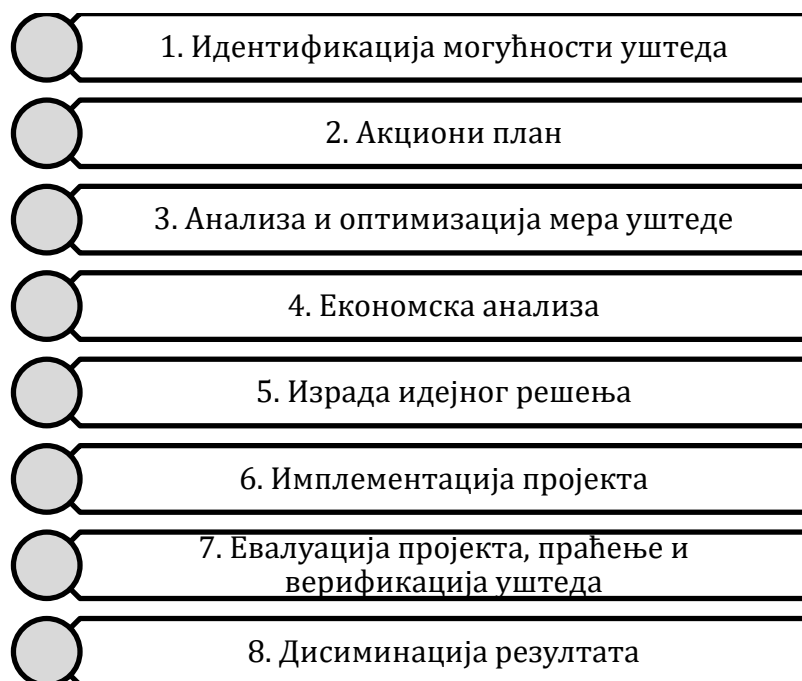 1. Идентификација могућности уштеда
2. Акциони план
3. Анализа и оптимизација мера уштеде
4. Економска анализа
5. Израда идејног решења
6. Имплементација пројекта
7. Евалуација пројекта, праћење и
верификација уштеда
8. Дисиминација резултата